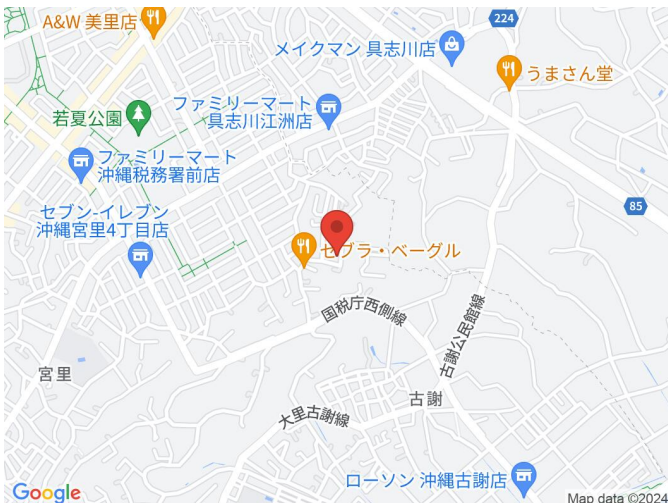 A&W 美里店
224
メイクマン 具志川店
うまさん堂
ファミリーマート
具志川江洲店
若夏公園
ファミリーマート
沖縄税務署前店
85
セブン-イレブン
沖縄宮里4丁目店
セブラ・ベーグル
国税庁西側線
古謝公民館線
宮里
古謝
大里古謝線
ローソン 沖縄古謝店
Google
Map data ©2024